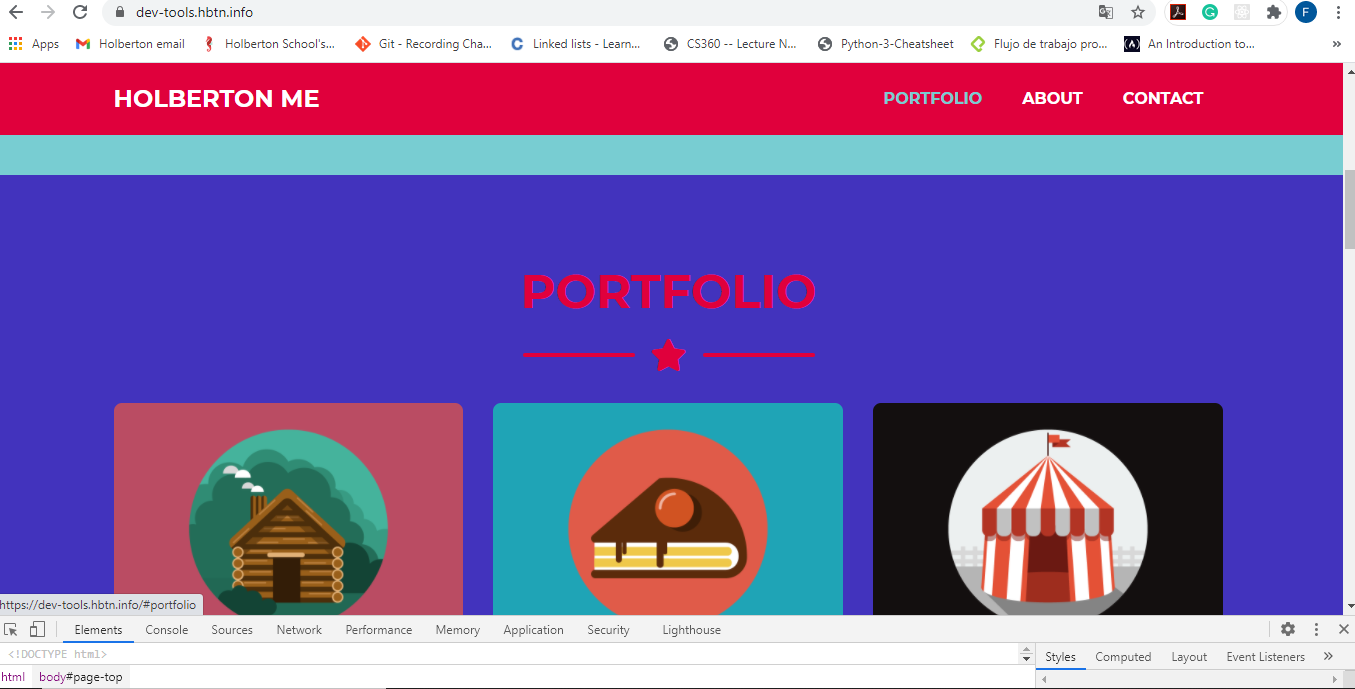 dev-tools.hbtn.info
F
Apps Holberton email Holberton School's... Git - Recording Cha... Linked lists - Learn... CS360 -- Lecture N... Python-3-Cheatsheet Flujo de trabajo pro... An Introduction to... »
HOLBERTON ME PORTFOLIO ABOUT CONTACT
PORTFOLIO
https://dev-tools.hbtn.info/#portfolio
Elements Console Sources Network Performance Memory Application Security Lighthouse
<!DOCTYPE html>
Styles Computed Layout Event Listeners »
html body#page-top